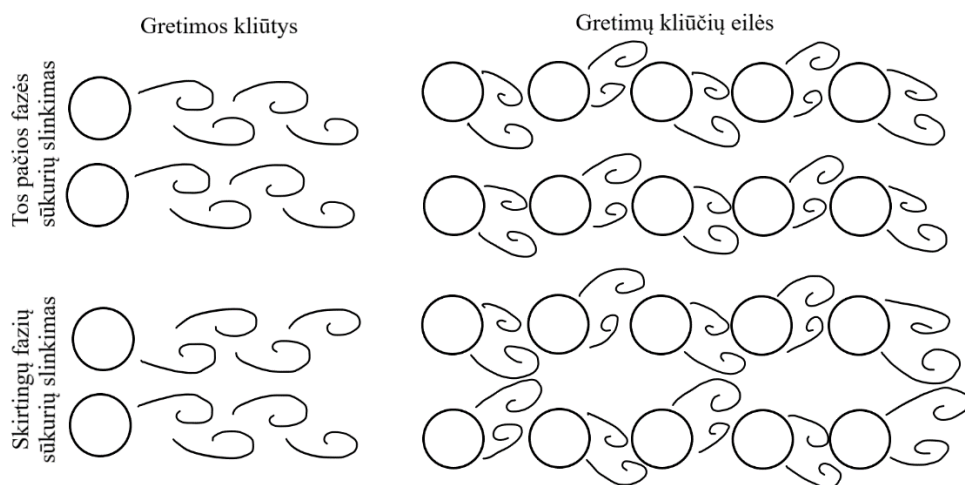 Gretimos kliūtys
Gretimų kliūčių eilės
Tos pačios fazės
sūkurių slinkimas
Skirtingų fazių
sūkurių slinkimas